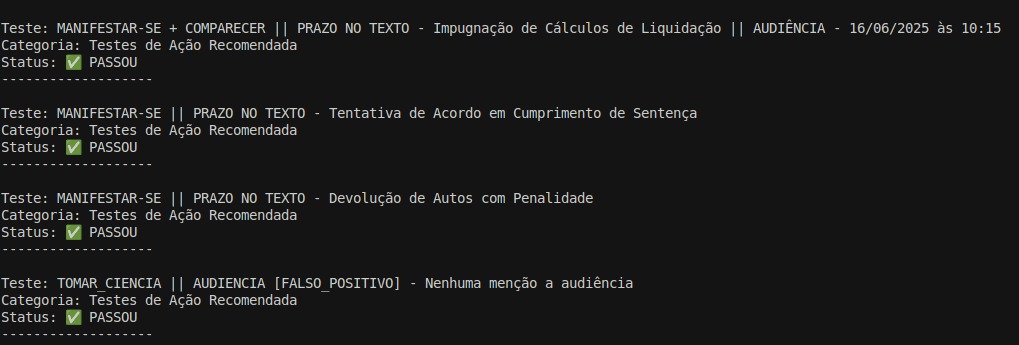 Teste: MANIFESTAR-SE + COMPARECER || PRAZO NO TEXTO - Impugnação de Cálculos de Liquidação || AUDIÊNCIA - 16/06/2025 às 10:15
Categoria: Testes de Ação Recomendada
Status: ✅ PASSOU
-------------------
Teste: MANIFESTAR-SE || PRAZO NO TEXTO - Tentativa de Acordo em Cumprimento de Sentença
Categoria: Testes de Ação Recomendada
Status: ✅ PASSOU
-------------------
Teste: MANIFESTAR-SE || PRAZO NO TEXTO - Devolução de Autos com Penalidade
Categoria: Testes de Ação Recomendada
Status: ✅ PASSOU
-------------------
Teste: TOMAR_CIENCIA || AUDIENCIA [FALSO_POSITIVO] - Nenhuma menção a audiência
Categoria: Testes de Ação Recomendada
Status: ✅ PASSOU
-------------------